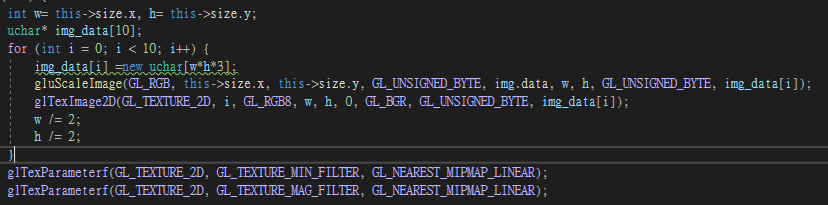 int w= this->size.x, h= this->size.y;
uchar* img_data[10];
for (int i = 0; i < 10; i++) {
    img_data[i] =new uchar[w*h*3];
    gluScaleImage(GL_RGB, this->size.x, this->size.y, GL_UNSIGNED_BYTE, img.data, w, h, GL_UNSIGNED_BYTE, img_data[i]);
    glTexImage2D(GL_TEXTURE_2D, i, GL_RGB8, w, h, 0, GL_BGR, GL_UNSIGNED_BYTE, img_data[i]);
    w /= 2;
    h /= 2;
}
glTexParameterf(GL_TEXTURE_2D, GL_TEXTURE_MIN_FILTER, GL_NEAREST_MIPMAP_LINEAR);
glTexParameterf(GL_TEXTURE_2D, GL_TEXTURE_MAG_FILTER, GL_NEAREST_MIPMAP_LINEAR);